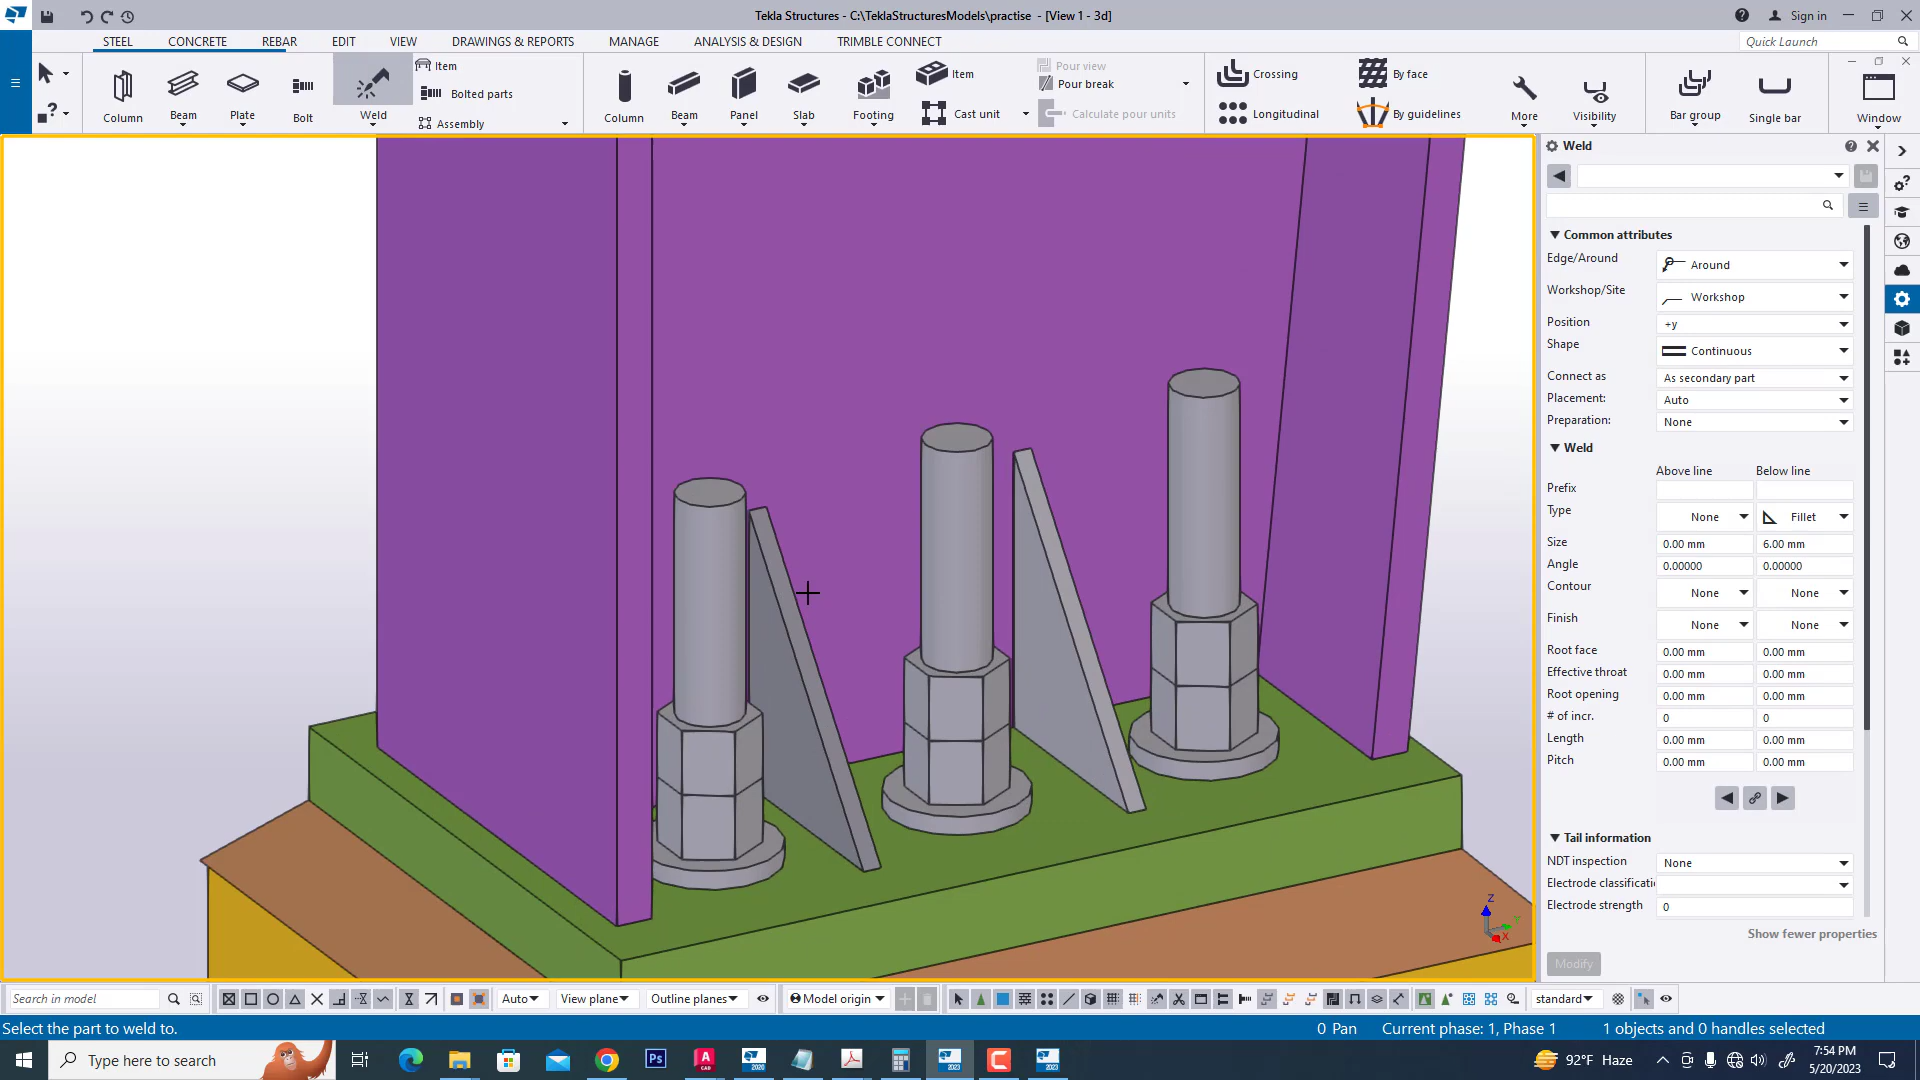 Tekla Structures - C:\TeklaStructuresModels\practise - [View 1 - 3d]
Sign in
STEEL CONCRETE REBAR EDIT VIEW DRAWINGS & REPORTS MANAGE ANALYSIS & DESIGN TRIMBLE CONNECT
Quick Launch
Column Beam Plate Bolt Weld
Item
Bolted parts
Assembly
Column Beam Panel Slab Footing
Item
Cast unit
Pour view
Pour break
Calculate pour units
Crossing
Longitudinal
By face
By guidelines
More Visibility Bar group Single bar Window
Weld
Common attributes
Edge/Around Around
Workshop/Site Workshop
Position +y
Shape Continuous
Connect as As secondary part
Placement: Auto
Preparation: None
Weld
Above line Below line
Prefix
Type None Fillet
Size 0.00 mm 6.00 mm
Angle 0.00000 0.00000
Contour None None
Finish None None
Root face 0.00 mm 0.00 mm
Effective throat 0.00 mm 0.00 mm
Root opening 0.00 mm 0.00 mm
# of incr. 0 0
Length 0.00 mm 0.00 mm
Pitch 0.00 mm 0.00 mm
Tail information
NDT inspection None
Electrode classificati
Electrode strength 0
Show fewer properties
Modify
Z
Y
X
Search in model
Auto View plane Outline planes Model origin standard
Select the part to weld to.
0 Pan Current phase: 1, Phase 1 1 objects and 0 handles selected
Type here to search
Ps
A
CAD
2020
2023
2023
92°F Haze
7:54 PM
5/20/2023